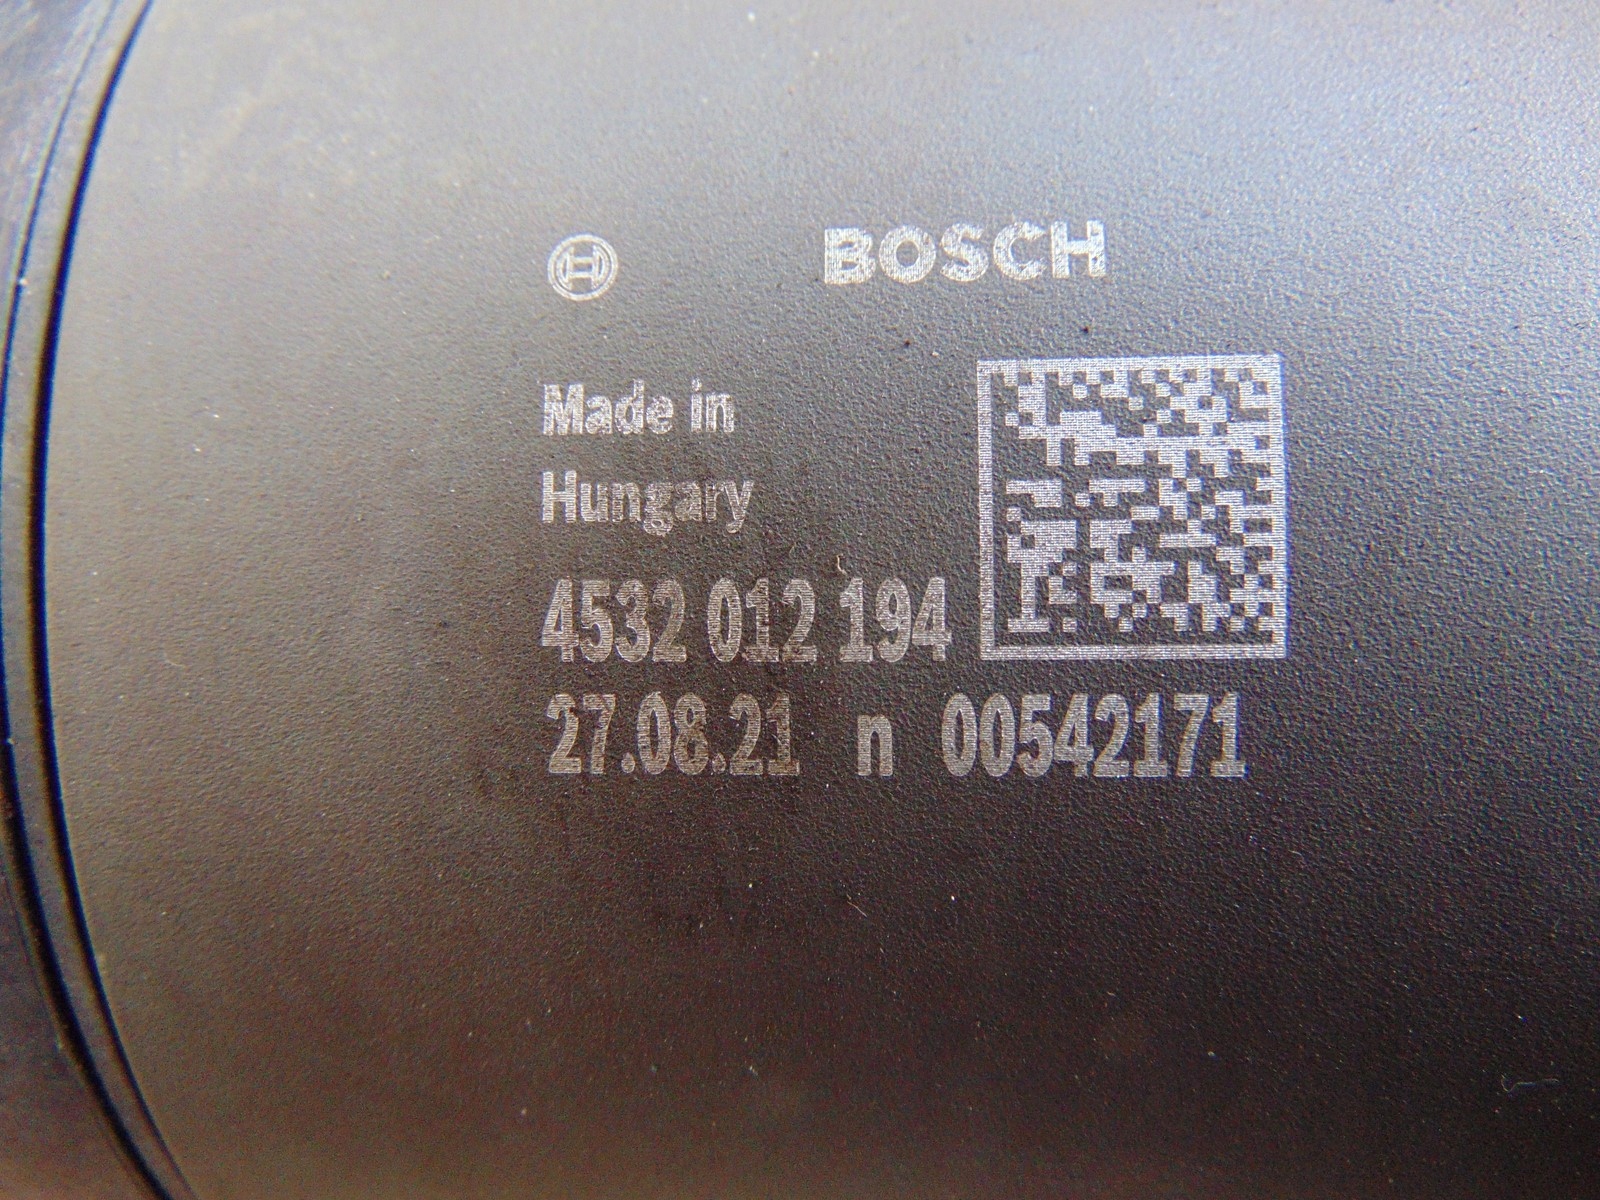 BOSCH
Made in
Hungary
4532 012 194
27.08.21 n 00542171